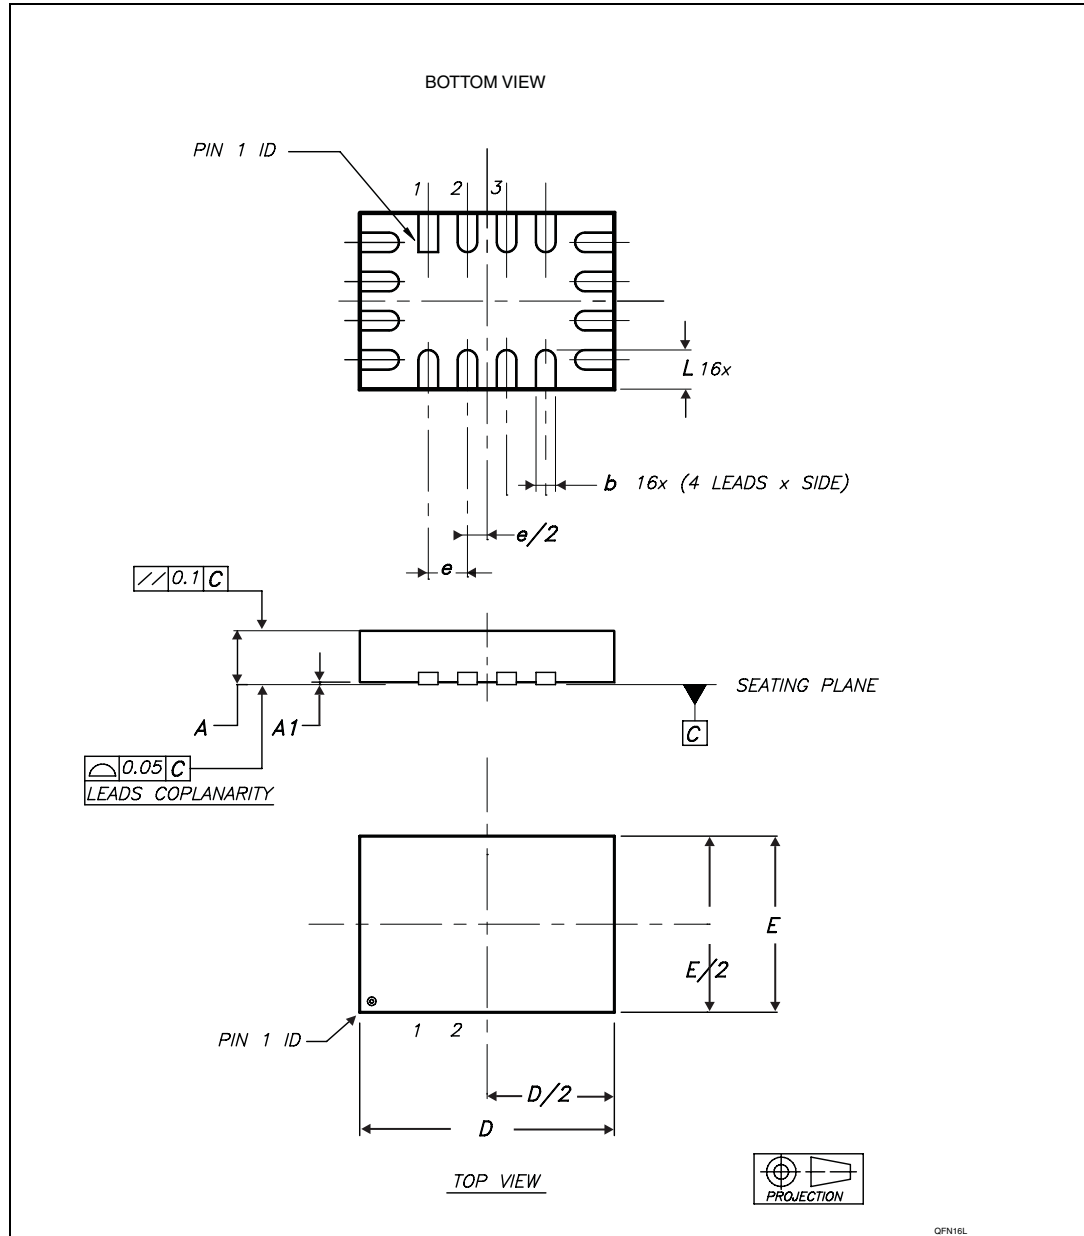 BOTTOM VIEW
PIN 1 ID
1 2 3
L 16x
b 16x (4 LEADS x SIDE)
e/2
e
// 0.1 C
SEATING PLANE
A A1
C
0.05 C
LEADS COPLANARITY
E
E/2
PIN 1 ID
1 2
D/2
D
TOP VIEW
PROJECTION
QFN16L